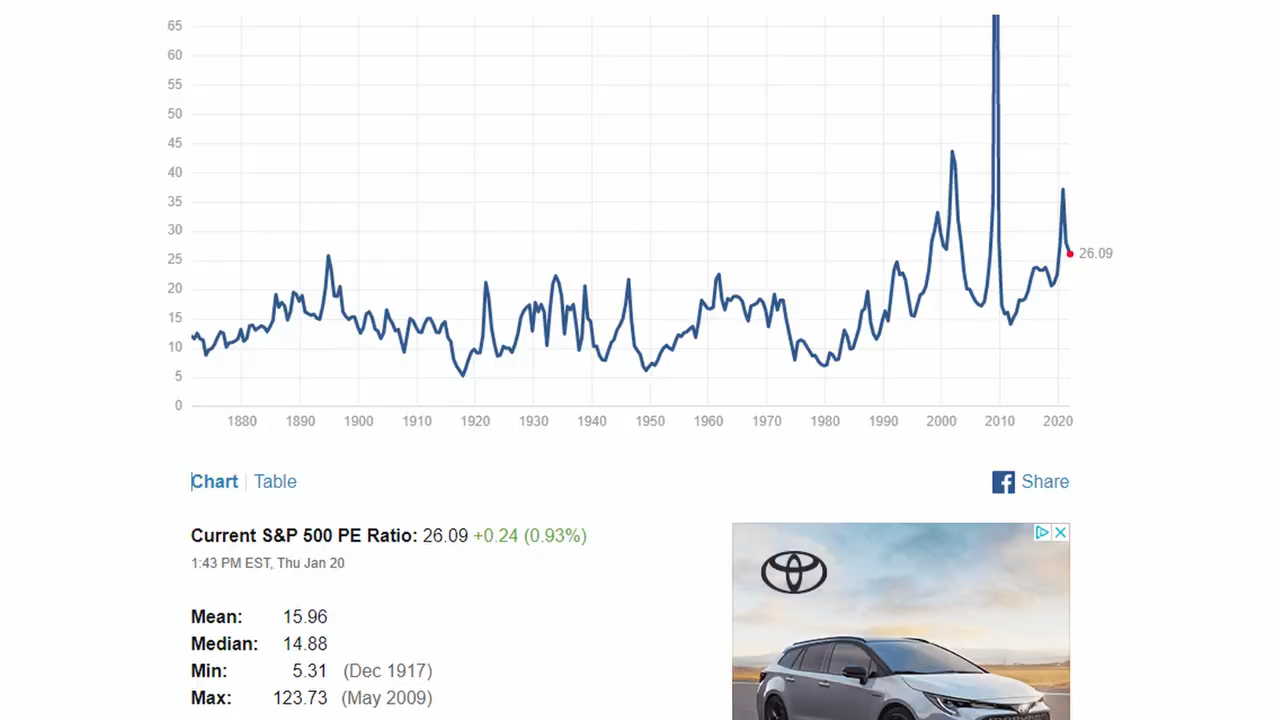 65
60
55
50
45
40
35
30
25
20
15
10
5
0
26.09
1880 1890 1900 1910 1920 1930 1940 1950 1960 1970 1980 1990 2000 2010 2020
Chart Table
Share
Current S&P 500 PE Ratio: 26.09 +0.24 (0.93%)
1:43 PM EST, Thu Jan 20
Mean: 15.96
Median: 14.88
Min: 5.31 (Dec 1917)
Max: 123.73 (May 2009)